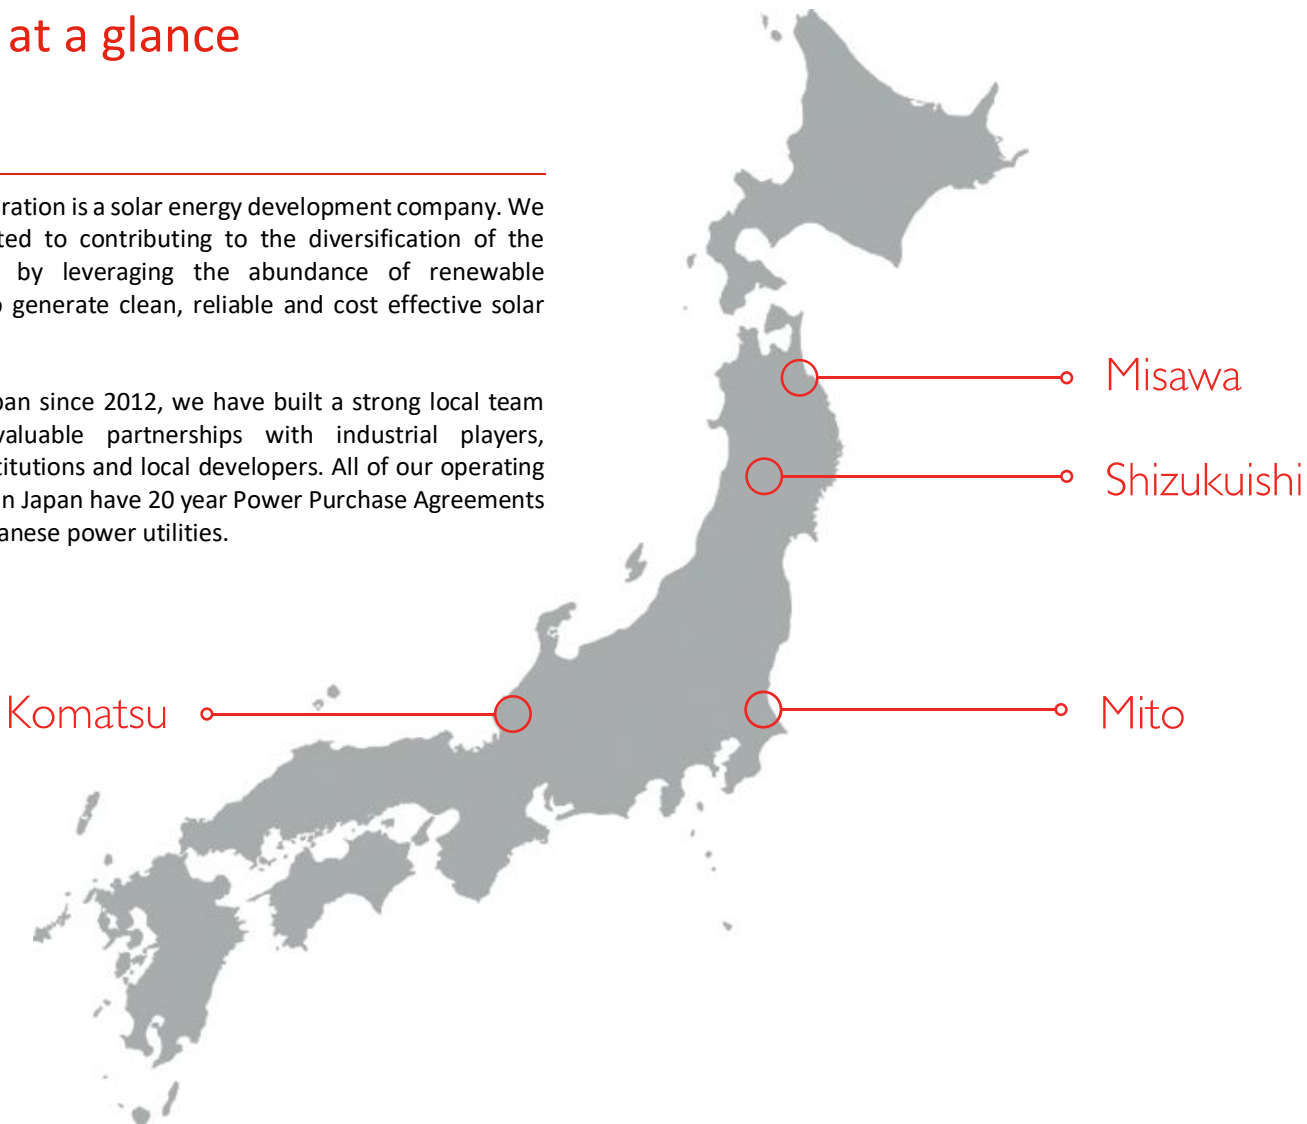 at a glance
ration is a solar energy development company. We
ted to contributing to the diversification of the
by leveraging the abundance of renewable
generate clean, reliable and cost effective solar
pan since 2012, we have built a strong local team
valuable partnerships with industrial players,
titutions and local developers. All of our operating
in Japan have 20 year Power Purchase Agreements
anese power utilities.
Misawa
Shizukuishi
Komatsu
Mito